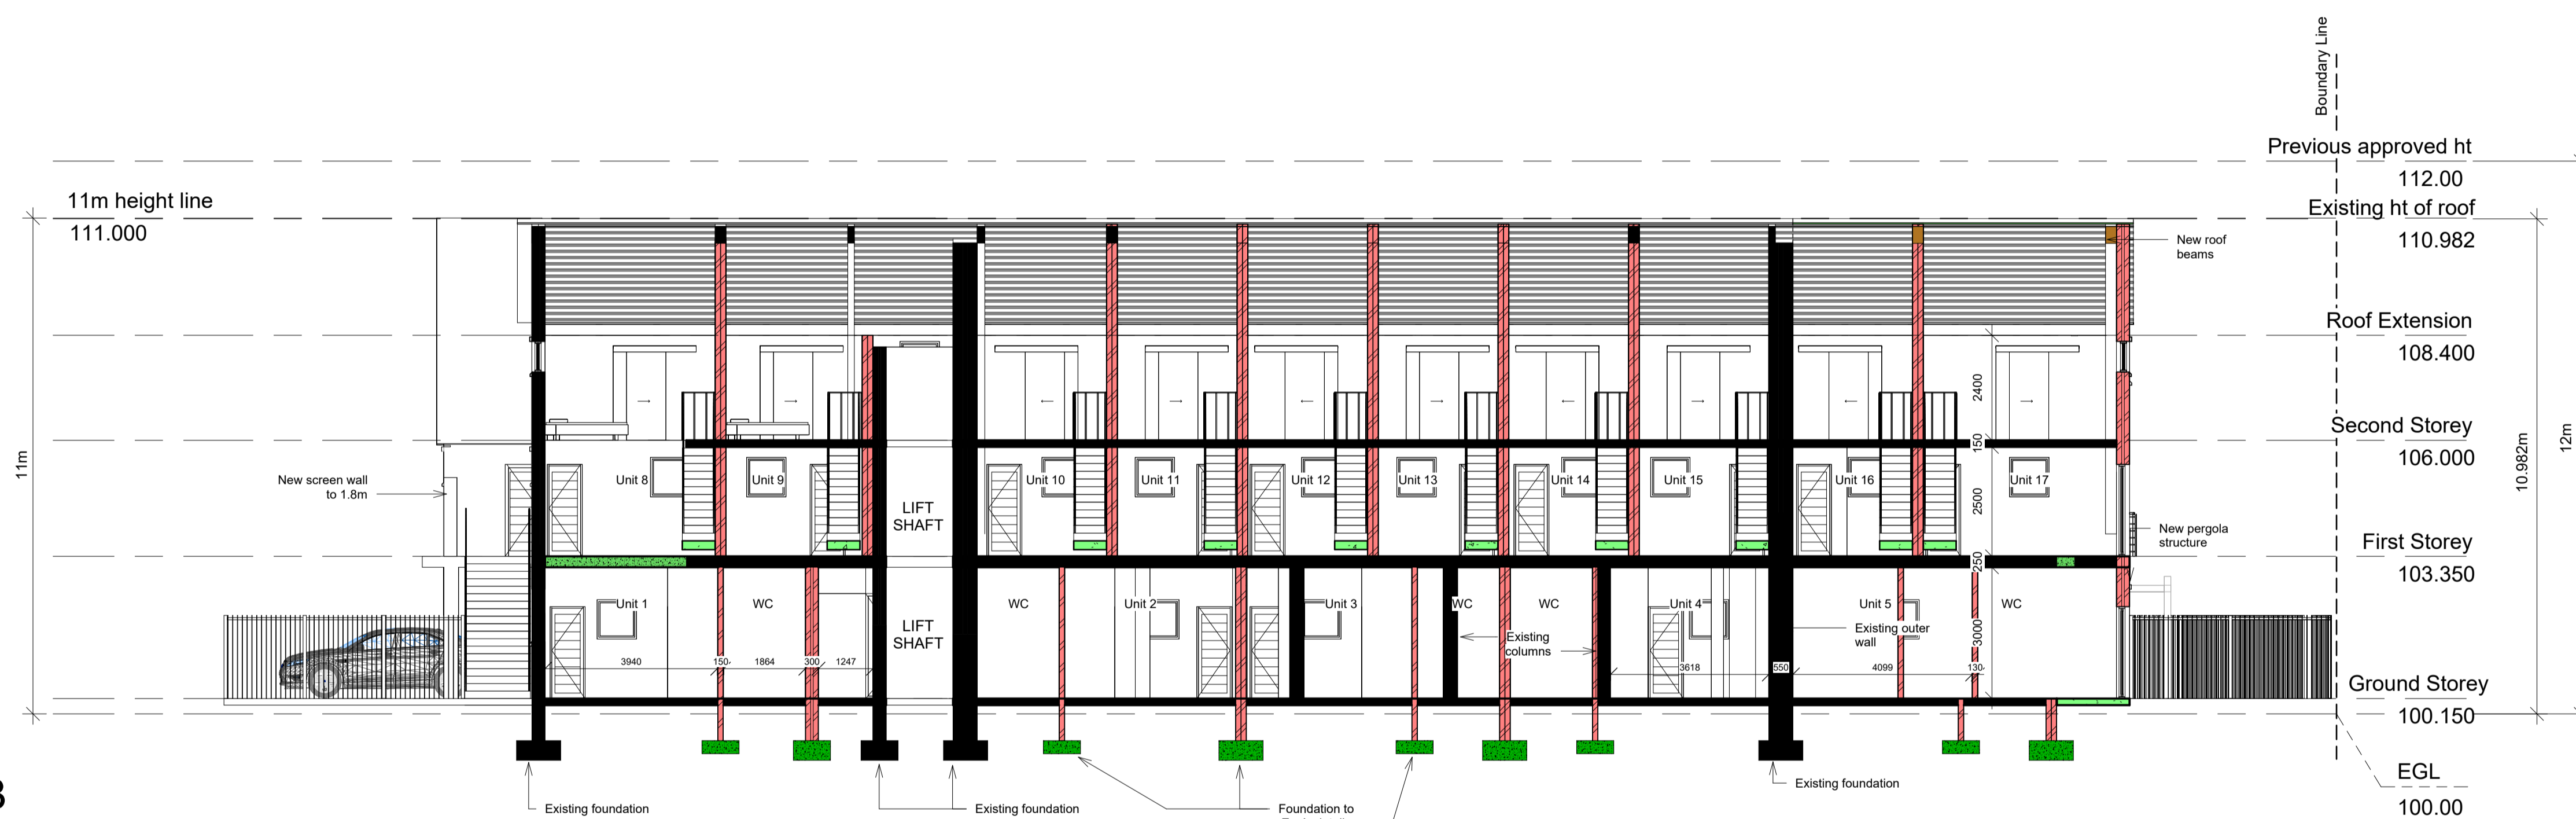 Boundary Line
Previous approved ht
112.00
11m height line
111.000
Existing ht of roof
110.982
New roof
beams
Roof Extension
108.400
2400
Second Storey
106.000
150
11m
10.982m
12m
New screen wall
to 1.8m
Unit 8
Unit 9
LIFT
SHAFT
Unit 10
Unit 11
Unit 12
Unit 13
Unit 14
Unit 15
Unit 16
Unit 17
2500
New pergola
structure
First Storey
103.350
250
Unit 1
WC
LIFT
SHAFT
WC
Unit 2
Unit 3
WC
WC
Unit 4
Unit 5
WC
Existing
columns
Existing outer
wall
3000
3940
150
1864
300
1247
3618
550
4099
130
Ground Storey
100.150
EGL
100.00
Existing foundation
Existing foundation
Foundation to
Existing foundation